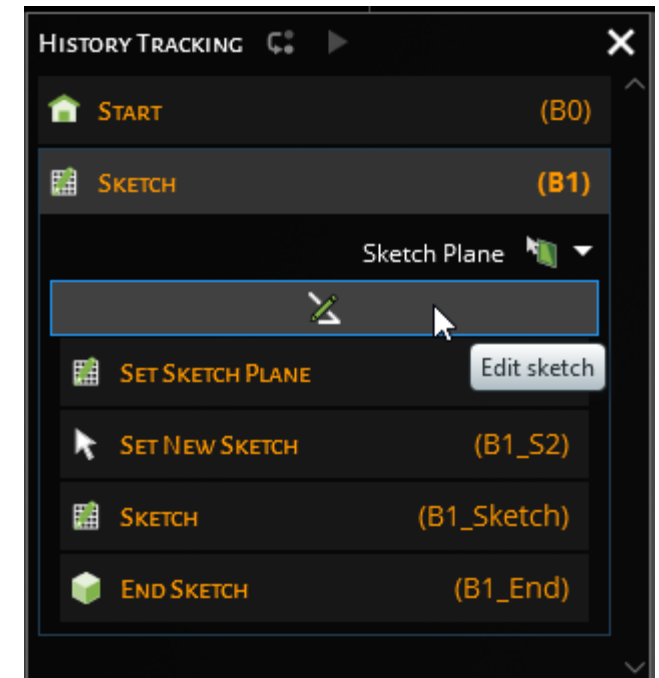 History Tracking
Start (B0)
Sketch (B1)
Sketch Plane
Set Sketch Plane
Edit sketch
Set New Sketch (B1_S2)
Sketch (B1_Sketch)
End Sketch (B1_End)